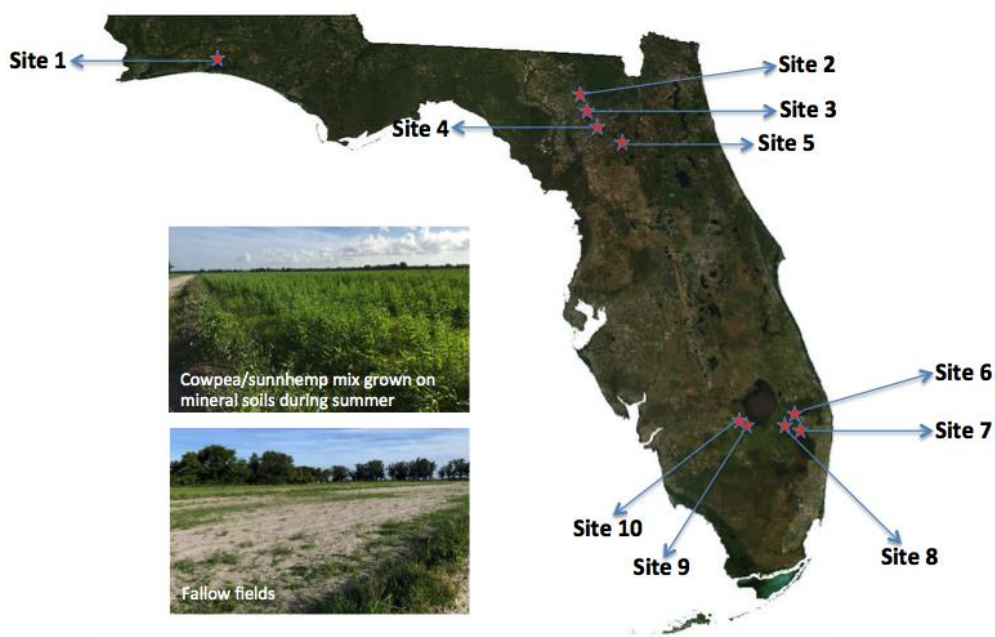 Site 1
Site 2
Site 3
Site 4
Site 5
Cowpea/sunnhemp mix grown on
mineral soils during summer
Fallow fields
Site 6
Site 7
Site 8
Site 9
Site 10